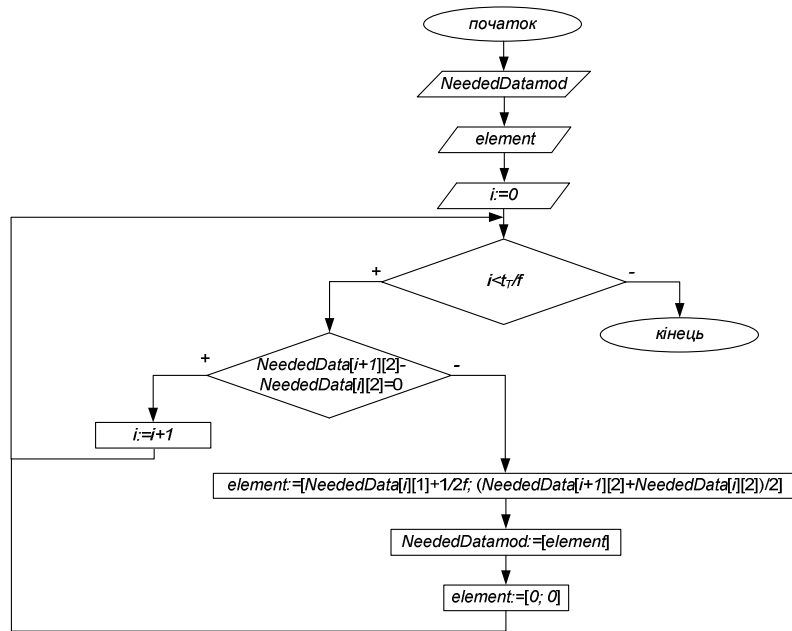 початок
NeededDatamod
element
i:=0
i<tT/f
+
-
кінець
NeededData[i+1][2]-
NeededData[i][2]=0
+
-
i:=i+1
element:=[NeededData[i][1]+1/2f; (NeededData[i+1][2]+NeededData[i][2])/2]
NeededDatamod:=[element]
element:=[0; 0]